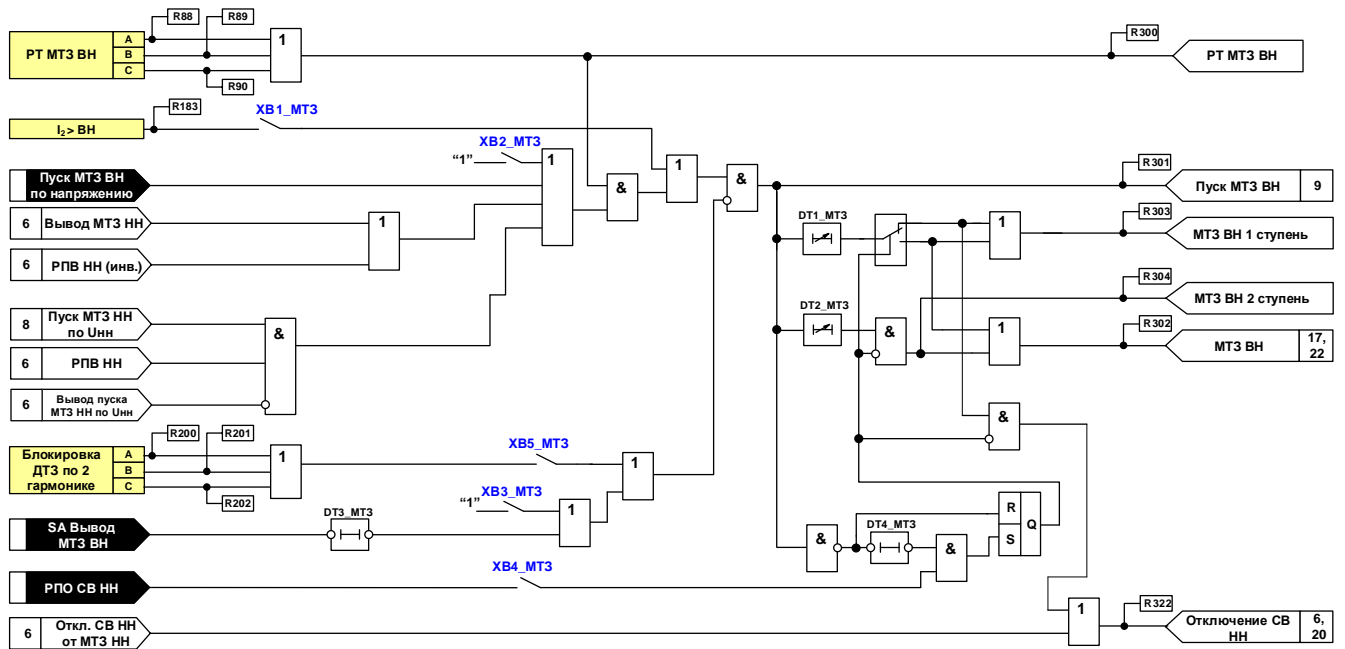 R88
R89
РТ МТЗ ВН
A
B
C
1
R90
R300
РТ МТЗ ВН
R183
I₂> ВН
XB1_МТЗ
XB2_МТЗ
“1”
1
1
&
&
Пуск МТЗ ВН
по напряжению
6 Вывод МТЗ НН
1
6 РПВ НН (инв.)
R301
Пуск МТЗ ВН 9
R303
DT1_МТЗ
1
МТЗ ВН 1 ступень
R304
МТЗ ВН 2 ступень
DT2_МТЗ
&
1
R302
МТЗ ВН 17,
22
8 Пуск МТЗ НН
по Uнн
&
6 РПВ НН
6 Вывод пуска
МТЗ НН по Uнн
&
R200
R201
Блокировка
ДТЗ по 2
гармонике
A
B
C
1
R202
XB5_МТЗ
1
XB3_МТЗ
“1”
1
SA Вывод
МТЗ ВН
DT3_МТЗ
&
DT4_МТЗ
&
R
S
Q
РПО СВ НН
XB4_МТЗ
6 Откл. СВ НН
от МТЗ НН
1
R322
Отключение СВ
НН
6,
20